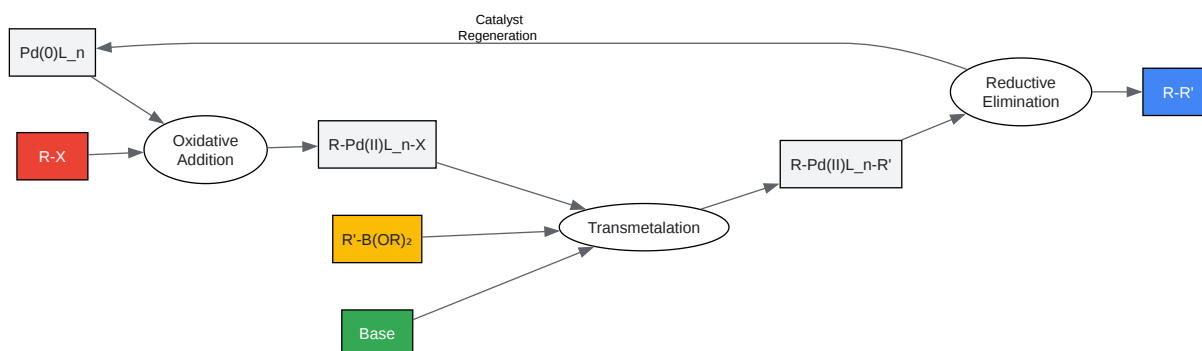 Catalyst
Regeneration
Pd(0)L_n
Reductive
Elimination
R-R'
Oxidative
Addition
R-X
R-Pd(II)L_n-X
R-Pd(II)L_n-R'
Transmetalation
R'-B(OR)₂
Base